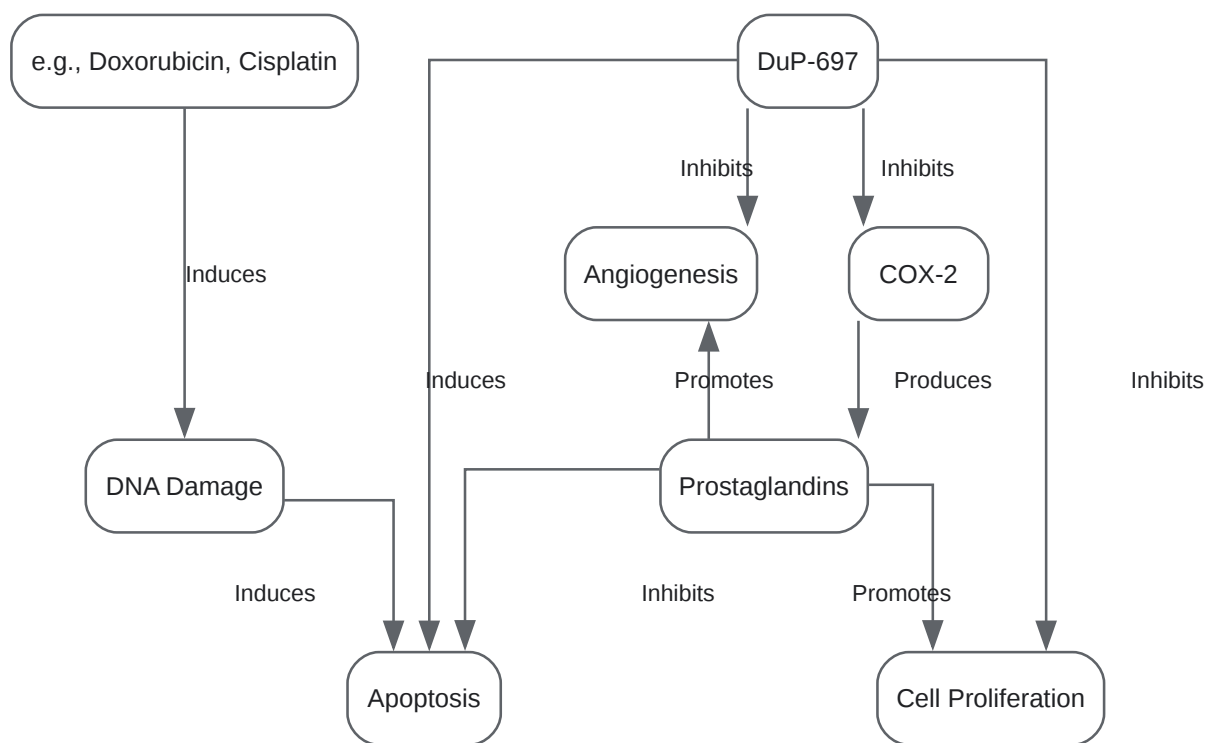 e.g., Doxorubicin, Cisplatin
DuP-697
Inhibits
Inhibits
Induces
Angiogenesis
COX-2
Induces
Promotes
Produces
Inhibits
DNA Damage
Prostaglandins
Induces
Inhibits
Promotes
Apoptosis
Cell Proliferation